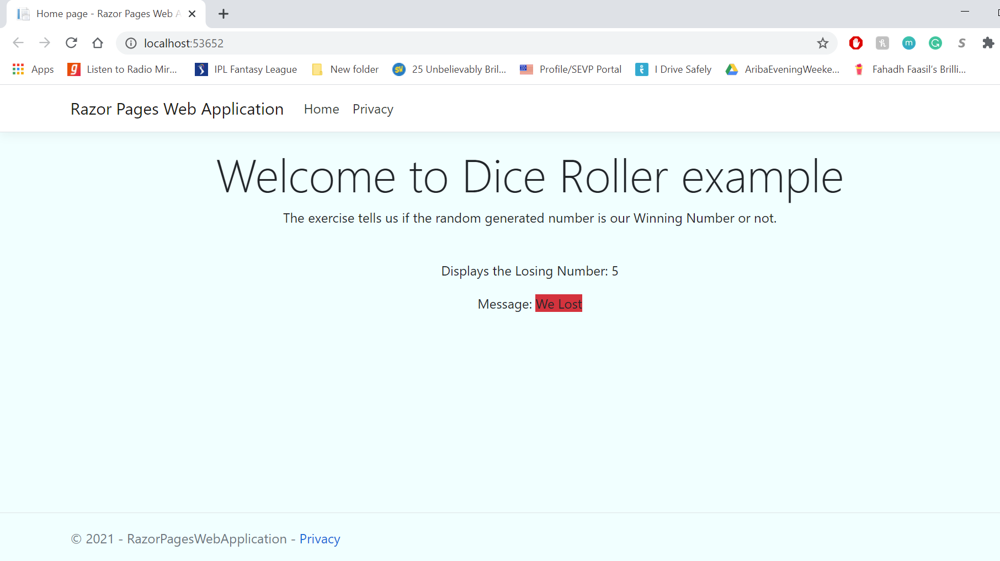 Home page - Razor Pages Web A
localhost:53652
Apps Listen to Radio Mir... IPL Fantasy League New folder 25 Unbelievably Bril... Profile/SEVP Portal I Drive Safely AribaEveningWeeke... Fahadh Faasil's Brilli...
Razor Pages Web Application Home Privacy
Welcome to Dice Roller example
The exercise tells us if the random generated number is our Winning Number or not.
Displays the Losing Number: 5
Message: We Lost
© 2021 - RazorPagesWebApplication - Privacy